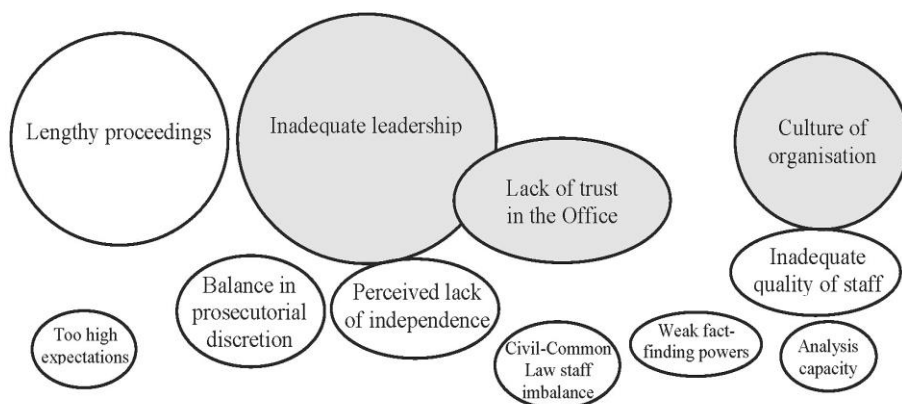 Lengthy proceedings
Inadequate leadership
Culture of
organisation
Lack of trust
in the Office
Inadequate
quality of staff
Balance in
prosecutorial
discretion
Perceived lack
of independence
Too high
expectations
Civil-Common
Law staff
imbalance
Weak fact-
finding powers
Analysis
capacity